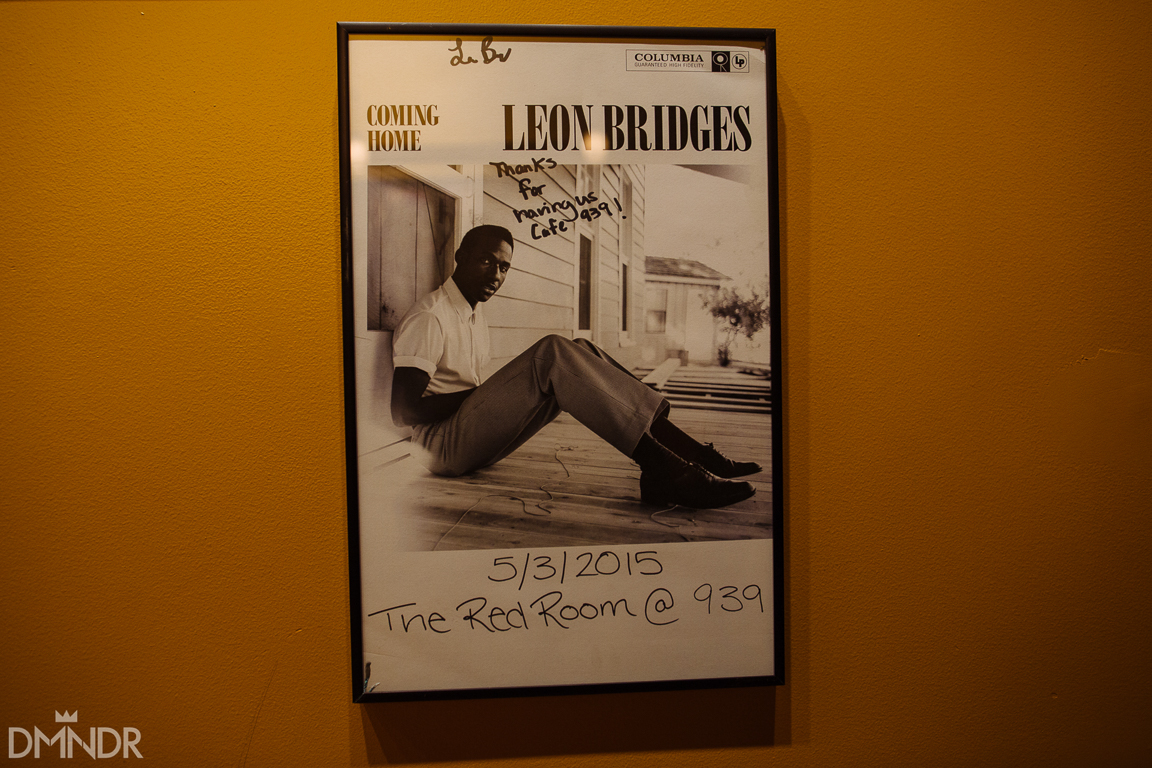 COLUMBIA
GUARANTEED HIGH FIDELITY
LP
COMING
HOME
LEON BRIDGES
Thanks
for
having us
Cafe 939!
5/3/2015
The Red Room @ 939
DMNDR